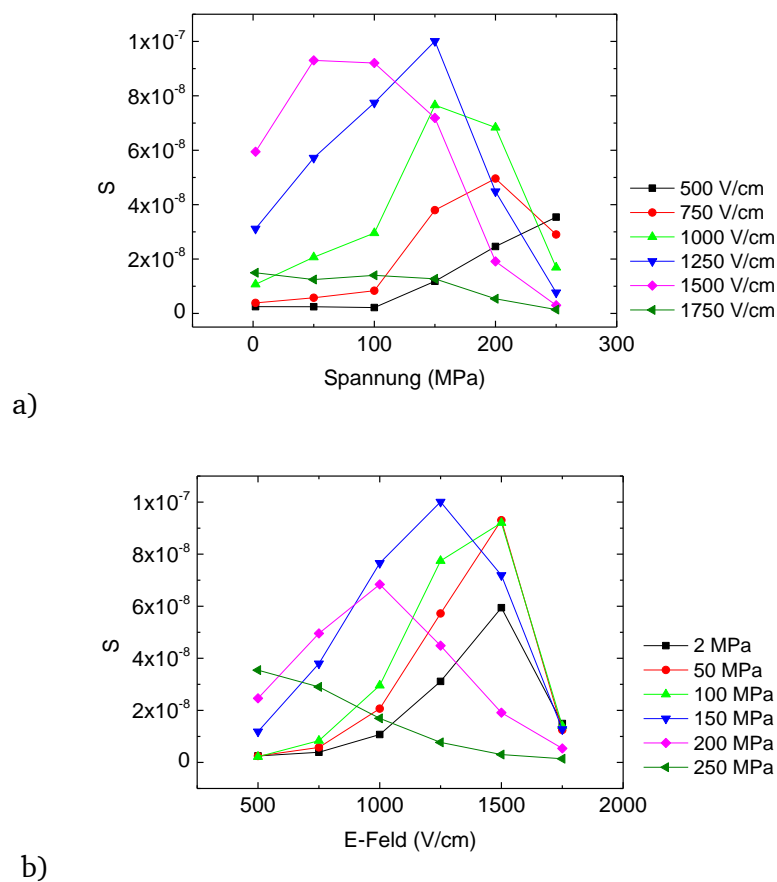 1x10-7
8x10-8
6x10-8
4x10-8
2x10-8
0
S
0 100 200 300
Spannung (MPa)
500 V/cm
750 V/cm
1000 V/cm
1250 V/cm
1500 V/cm
1750 V/cm
a)
1x10-7
8x10-8
6x10-8
4x10-8
2x10-8
0
S
500 1000 1500 2000
E-Feld (V/cm)
2 MPa
50 MPa
100 MPa
150 MPa
200 MPa
250 MPa
b)